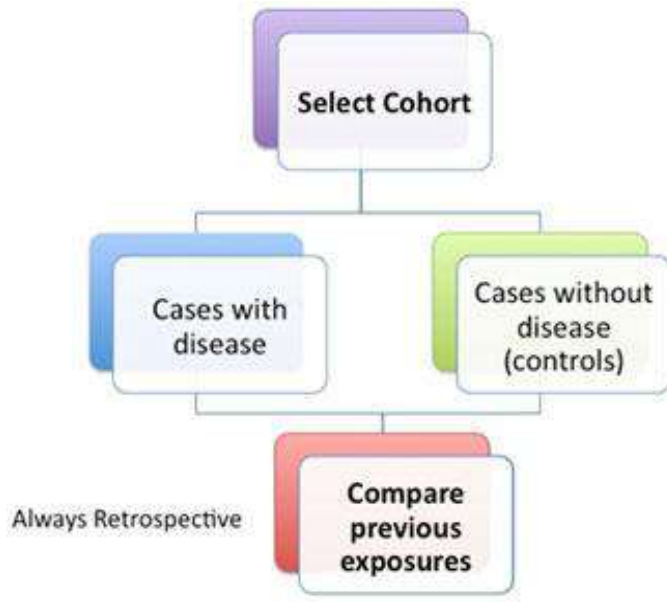 Select Cohort
Cases with
disease
Cases without
disease
(controls)
Always Retrospective
Compare
previous
exposures